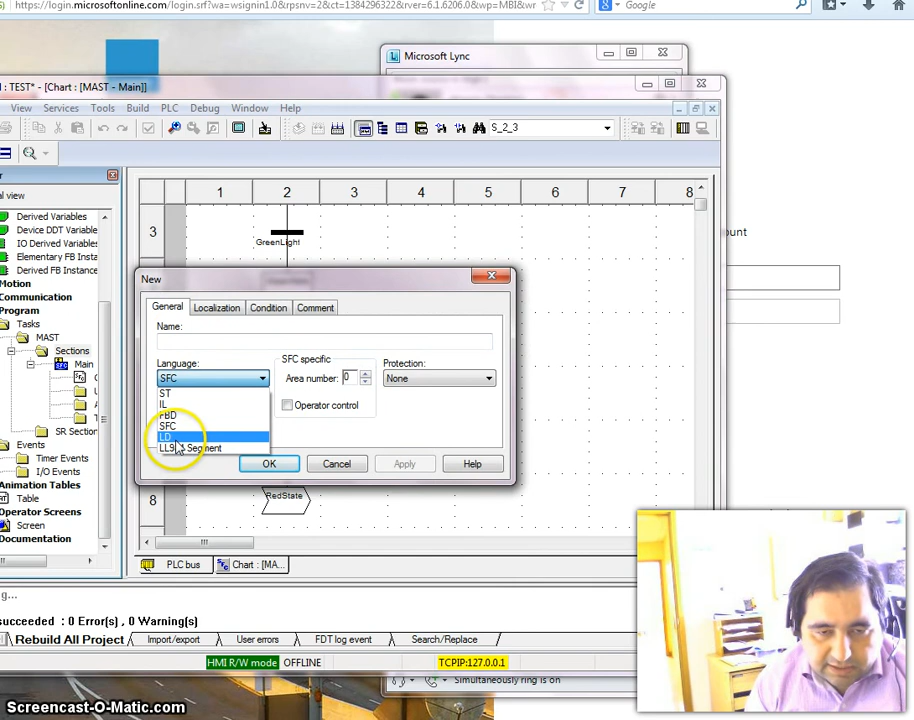 https://login.microsoftonline.com/login.srf?wa=wsignin1.0&rpsnv=2&ct=1384296322&rver=6.1.6206.0&wp=MBI&wr
Google
Microsoft Lync
: TEST* - [Chart : [MAST - Main]]
View Services Tools Build PLC Debug Window Help
S_2_3
al view
1 2 3 4 5 6 7 8
Derived Variables
Device DDT Variable
IO Derived Variables
Elementary FB Insta
Derived FB Instance
Motion
Communication
Program
Tasks
MAST
Sections
Main
SR Section
Events
Timer Events
I/O Events
Animation Tables
Table
Operator Screens
Screen
Documentation
3
GreenLight
ount
New
General Localization Condition Comment
Name:
Language:
SFC
ST
IL
FBD
SFC
LD
LL984 Segment
SFC specific
Area number: 0
Operator control
Protection:
None
OK Cancel Apply Help
8
RedState
PLC bus Chart : [MA...
g...
succeeded : 0 Error(s) , 0 Warning(s)
Rebuild All Project Import/export User errors FDT log event Search/Replace
HMI R/W mode OFFLINE TCPIP:127.0.0.1
Simultaneously ring is on
Screencast-O-Matic.com